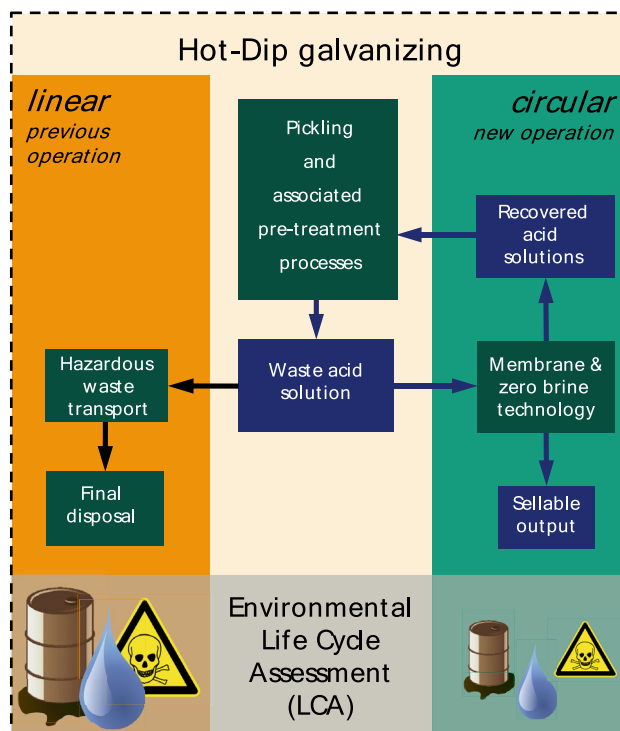 Hot-Dip galvanizing
linear
previous
operation
circular
new operation
Pickling
and
associated
pre-treatment
processes
Recovered
acid
solutions
Hazardous
waste
transport
Waste acid
solution
Membrane &
zero brine
technology
Final
disposal
Sellable
output
Environmental
Life Cycle
Assessment
(LCA)